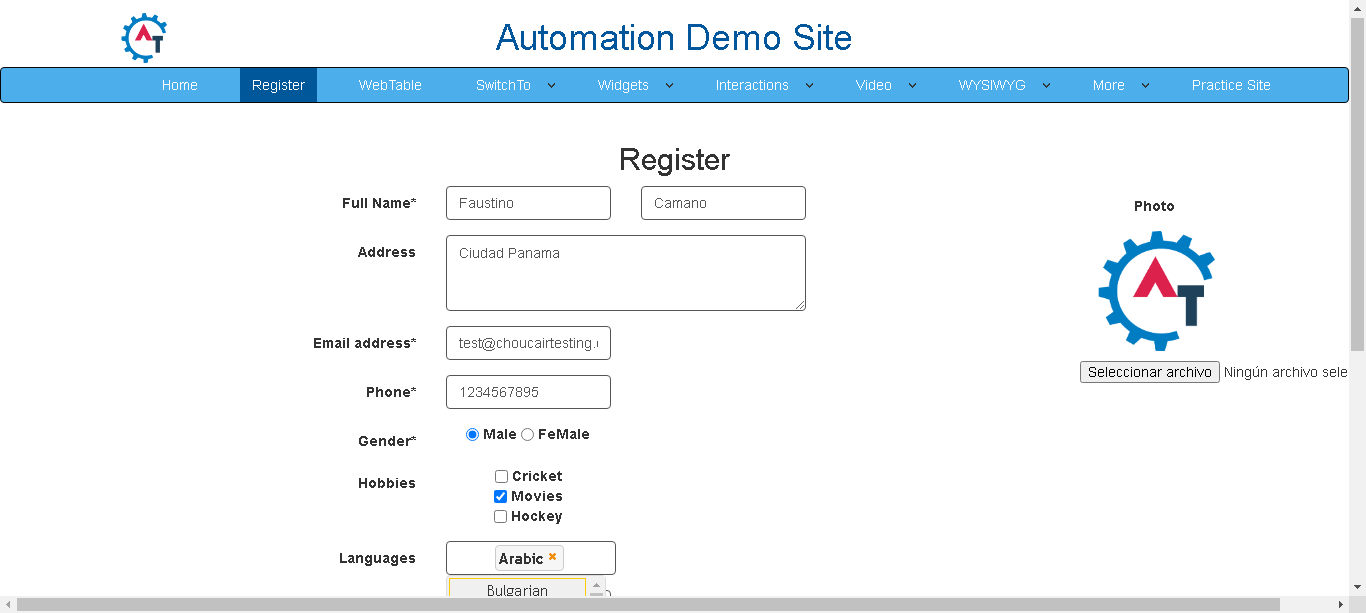 Automation Demo Site
Home Register WebTable SwitchTo Widgets Interactions Video WYSIWYG More Practice Site
Register
Full Name* Faustino Camano
Photo
Address Ciudad Panama
AT
Email address* test@choucairtesting.
Seleccionar archivo Ningún archivo sele
Phone* 1234567895
Gender* Male FeMale
Hobbies Cricket
Movies
Hockey
Languages Arabic
Bulgarian